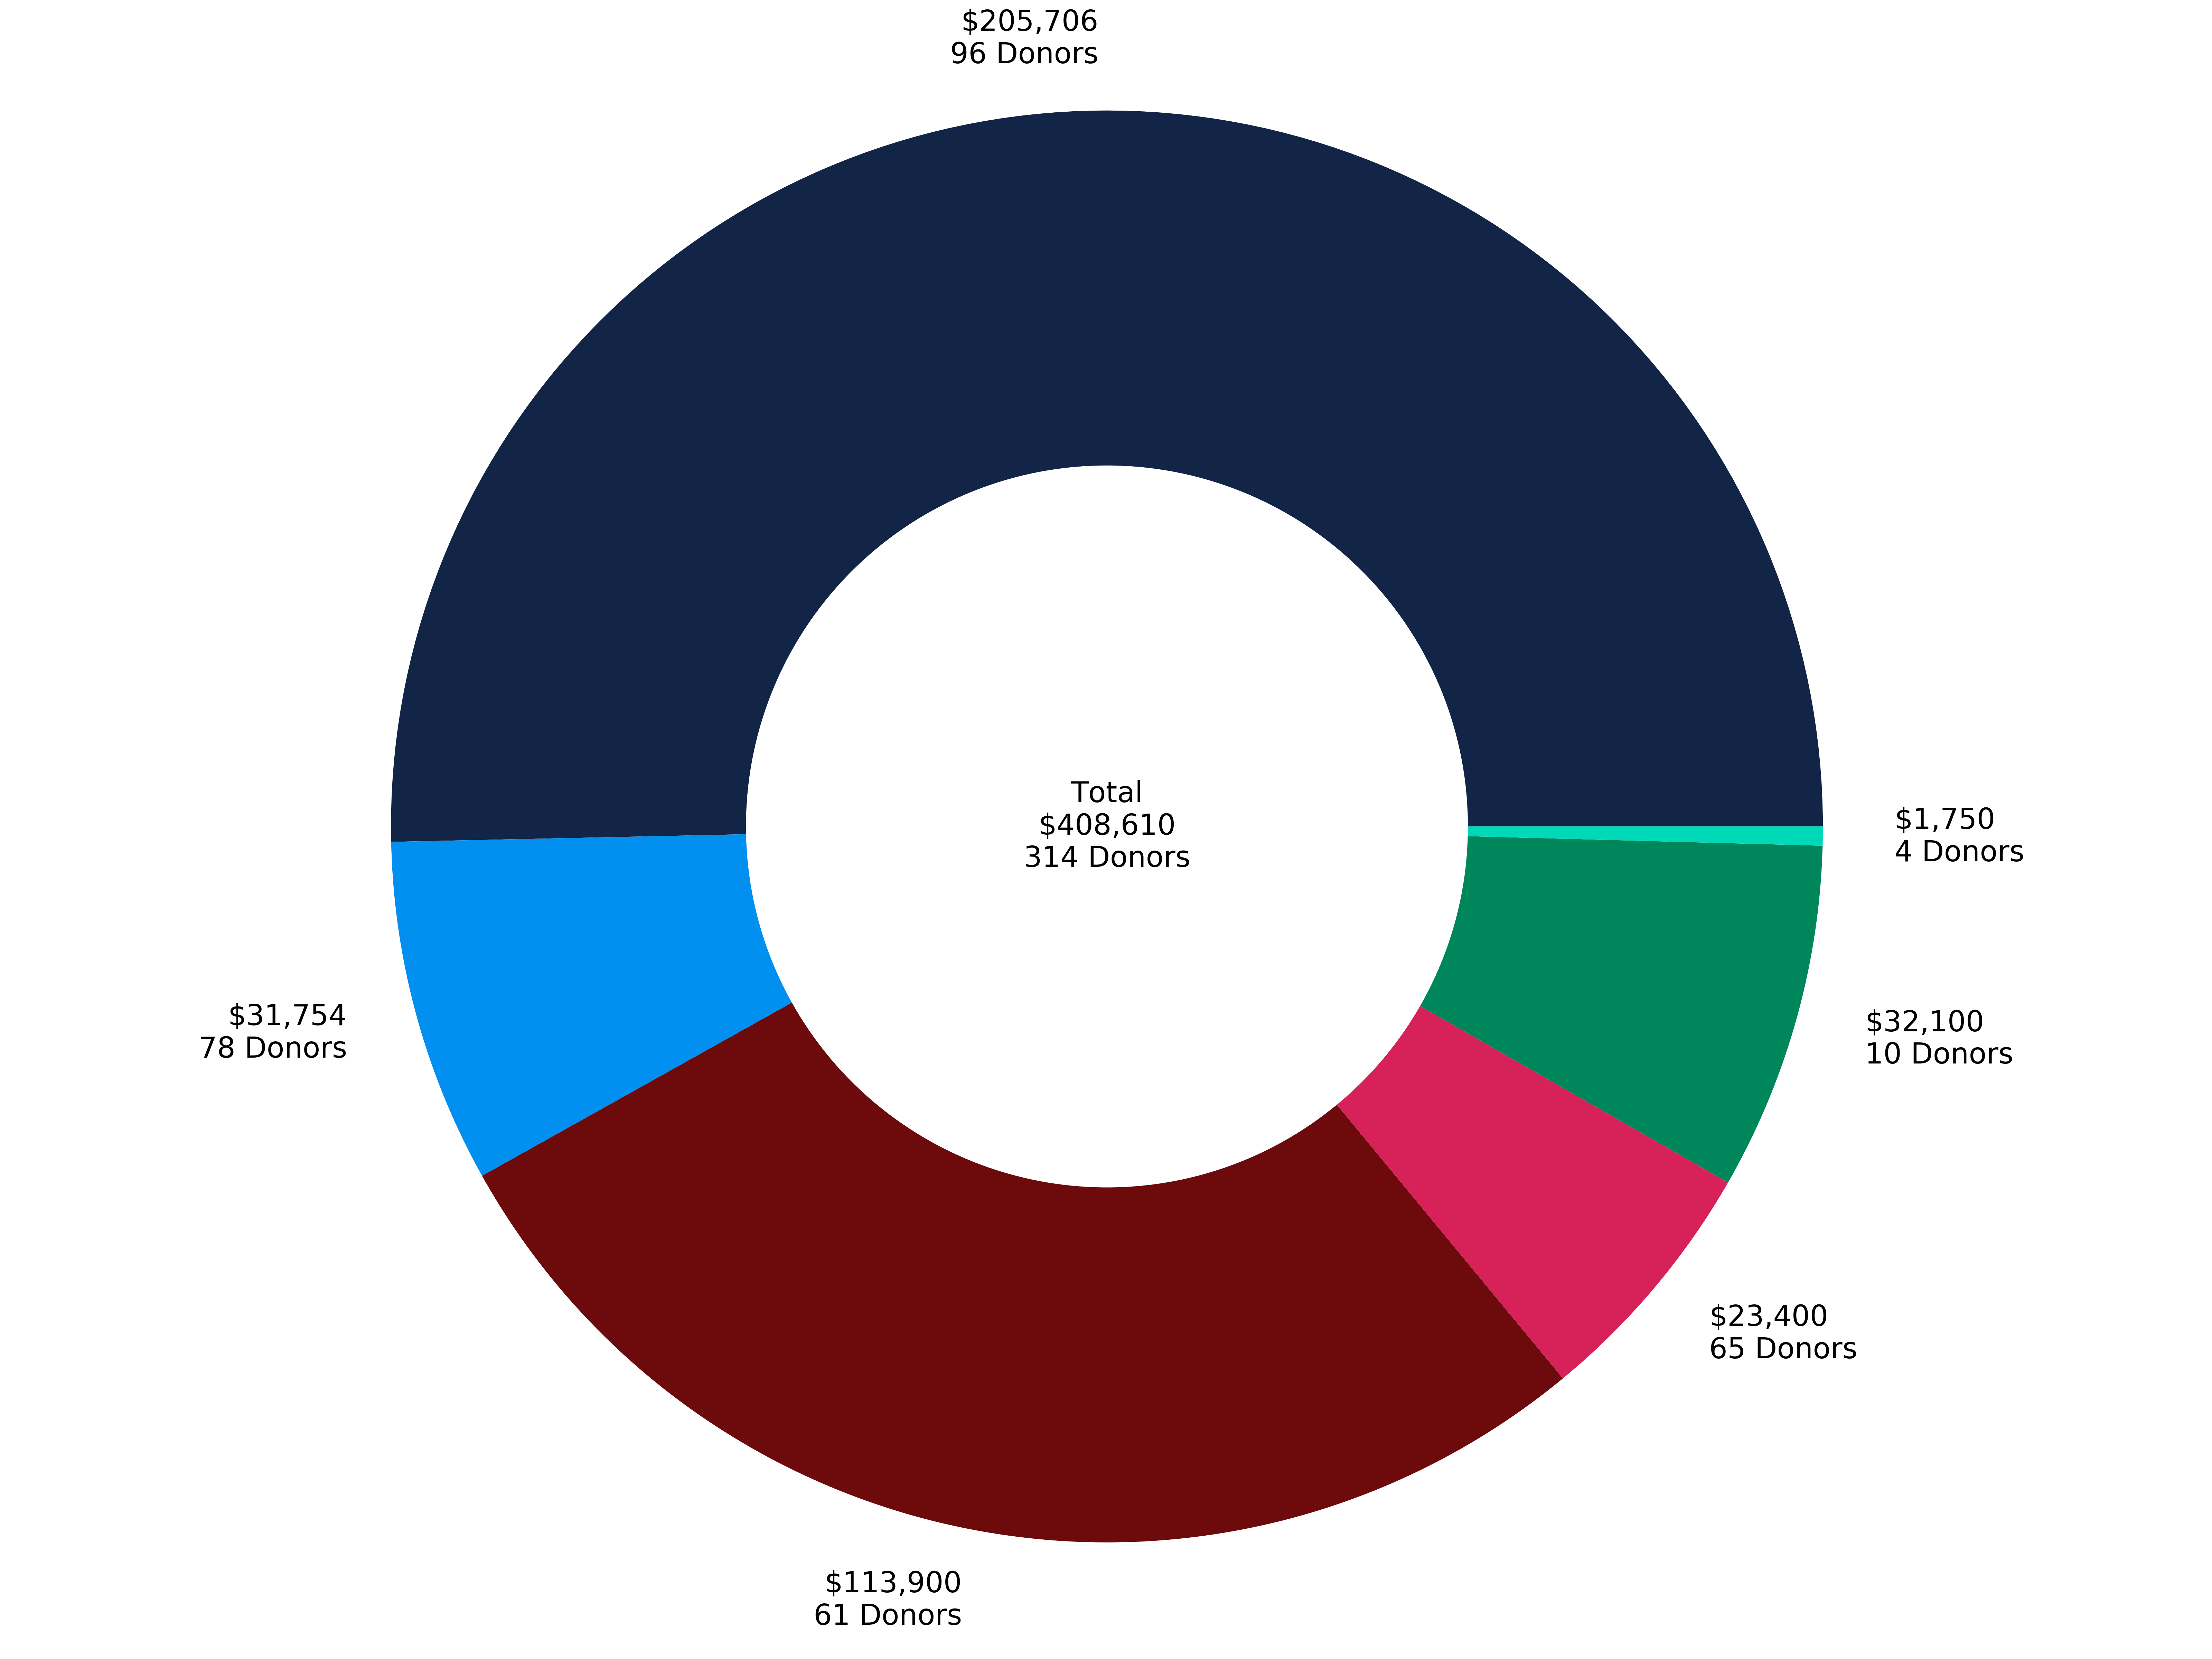 $205,706
96 Donors
Total
$408,610
314 Donors
$1,750
4 Donors
$31,754
78 Donors
$32,100
10 Donors
$23,400
65 Donors
$113,900
61 Donors